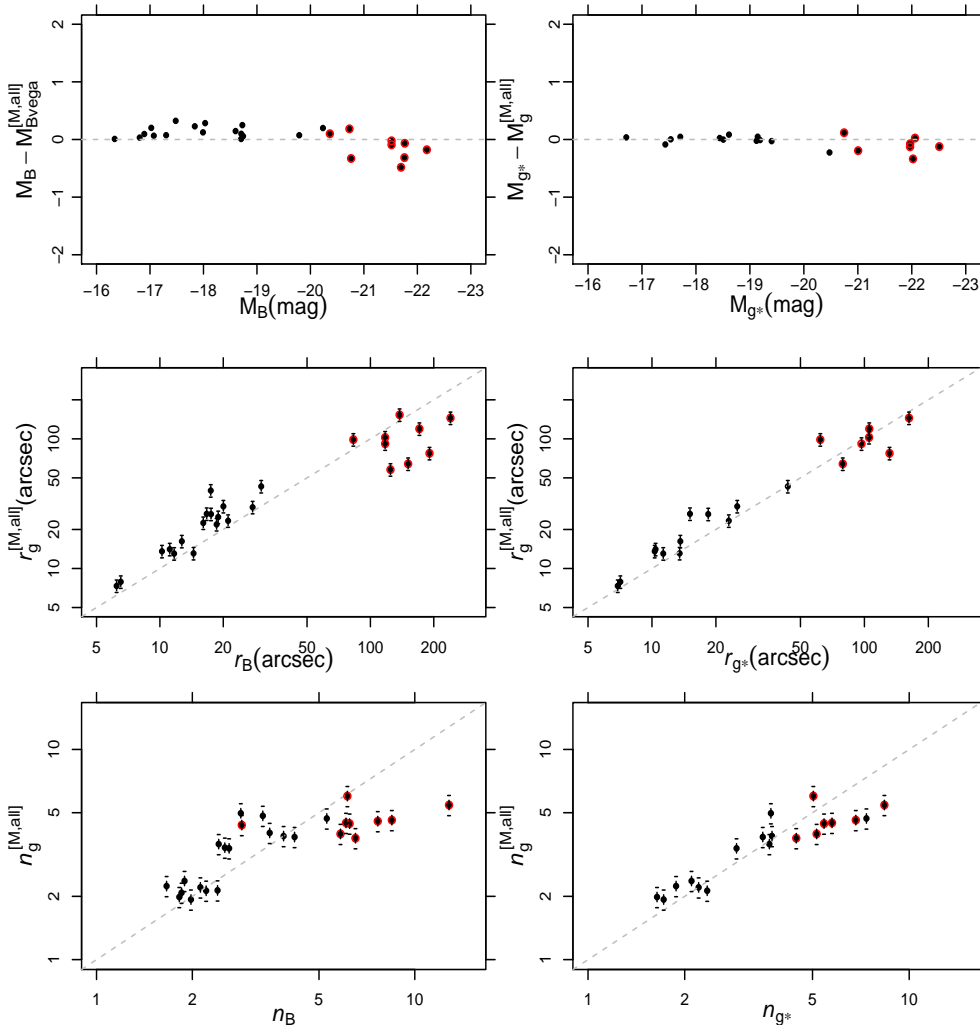 M_B − M_Bvega^[M,all]
2
1
0
-1
-2
-16 -17 -18 -19 -20 -21 -22 -23
M_B(mag)
M_g* − M_g^[M,all]
2
1
0
-1
-2
-16 -17 -18 -19 -20 -21 -22 -23
M_g*(mag)
r_g^[M,all](arcsec)
100
50
20
10
5
5 10 20 50 100 200
r_B(arcsec)
r_g^[M,all](arcsec)
100
50
20
10
5
5 10 20 50 100 200
r_g*(arcsec)
n_g^[M,all]
10
5
2
1
1 2 5 10
n_B
n_g^[M,all]
10
5
2
1
1 2 5 10
n_g*